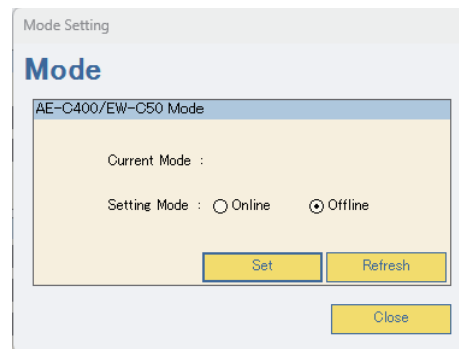 Mode Setting
Mode
AE-C400/EW-C50 Mode
Current Mode :
Setting Mode : Online Offline
Set Refresh
Close